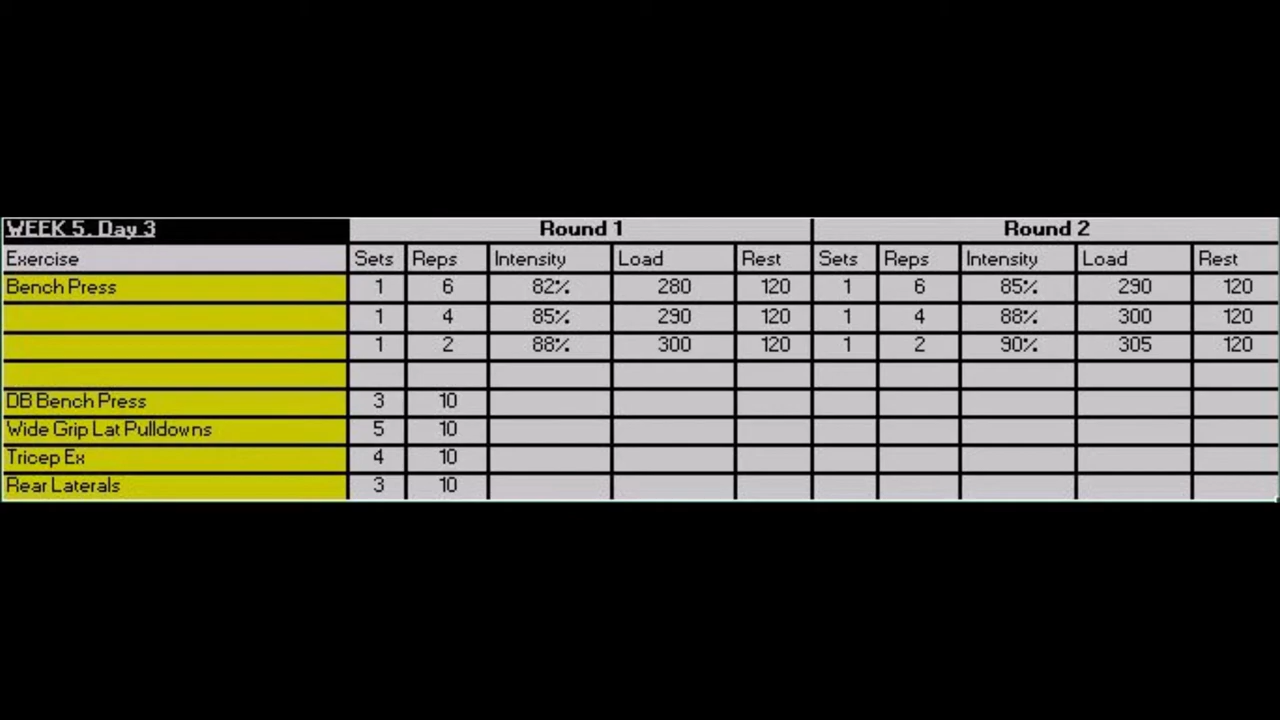 WEEK 5, Day 3 Round 1 Round 2
Exercise Sets Reps Intensity Load Rest Sets Reps Intensity Load Rest
Bench Press 1 6 82% 280 120 1 6 85% 290 120
1 4 85% 290 120 1 4 88% 300 120
1 2 88% 300 120 1 2 90% 305 120
DB Bench Press 3 10
Wide Grip Lat Pulldowns 5 10
Tricep Ex 4 10
Rear Laterals 3 10